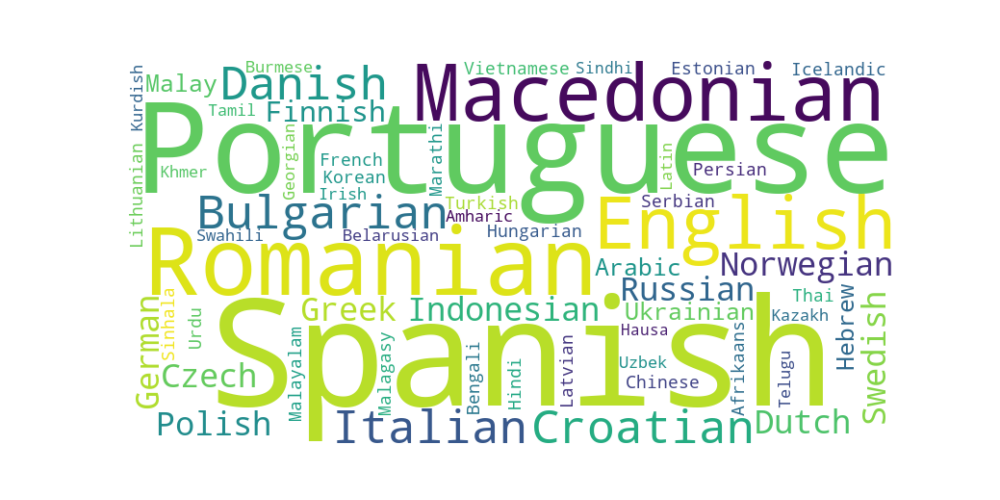 Kurdish
Malay
Burmese
Danish
Tamil
Finnish
Macedonian
Vietnamese
Sindhi
Estonian
Icelandic
Portuguese
Lithuanian
Khmer
Georgian
French
Korean
Irish
Marathi
Latin
Persian
Serbian
Bulgarian
Turkish
Amharic
Hungarian
English
Swahili
Belarusian
Romanian
Arabic
Norwegian
Russian
German
Sinhala
Urdu
Greek
Indonesian
Ukrainian
Thai
Kazakh
Hebrew
Swedish
Spanish
Hausa
Czech
Malayalam
Malagasy
Bengali
Hindi
Latvian
Uzbek
Chinese
Afrikaans
Telugu
Polish
Italian
Croatian
Dutch